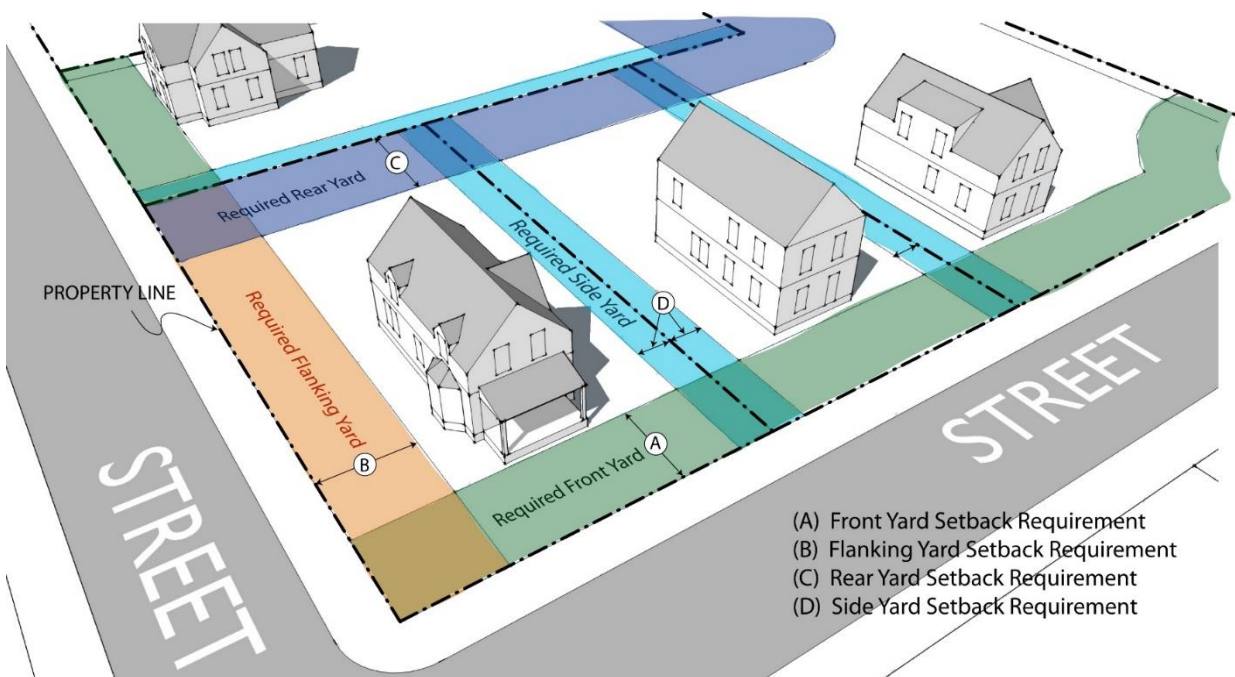 Required Rear Yard
C
PROPERTY LINE
Required Flanking Yard
Required Side Yard
D
B
A
Required Front Yard
STREET
STREET
(A) Front Yard Setback Requirement
(B) Flanking Yard Setback Requirement
(C) Rear Yard Setback Requirement
(D) Side Yard Setback Requirement